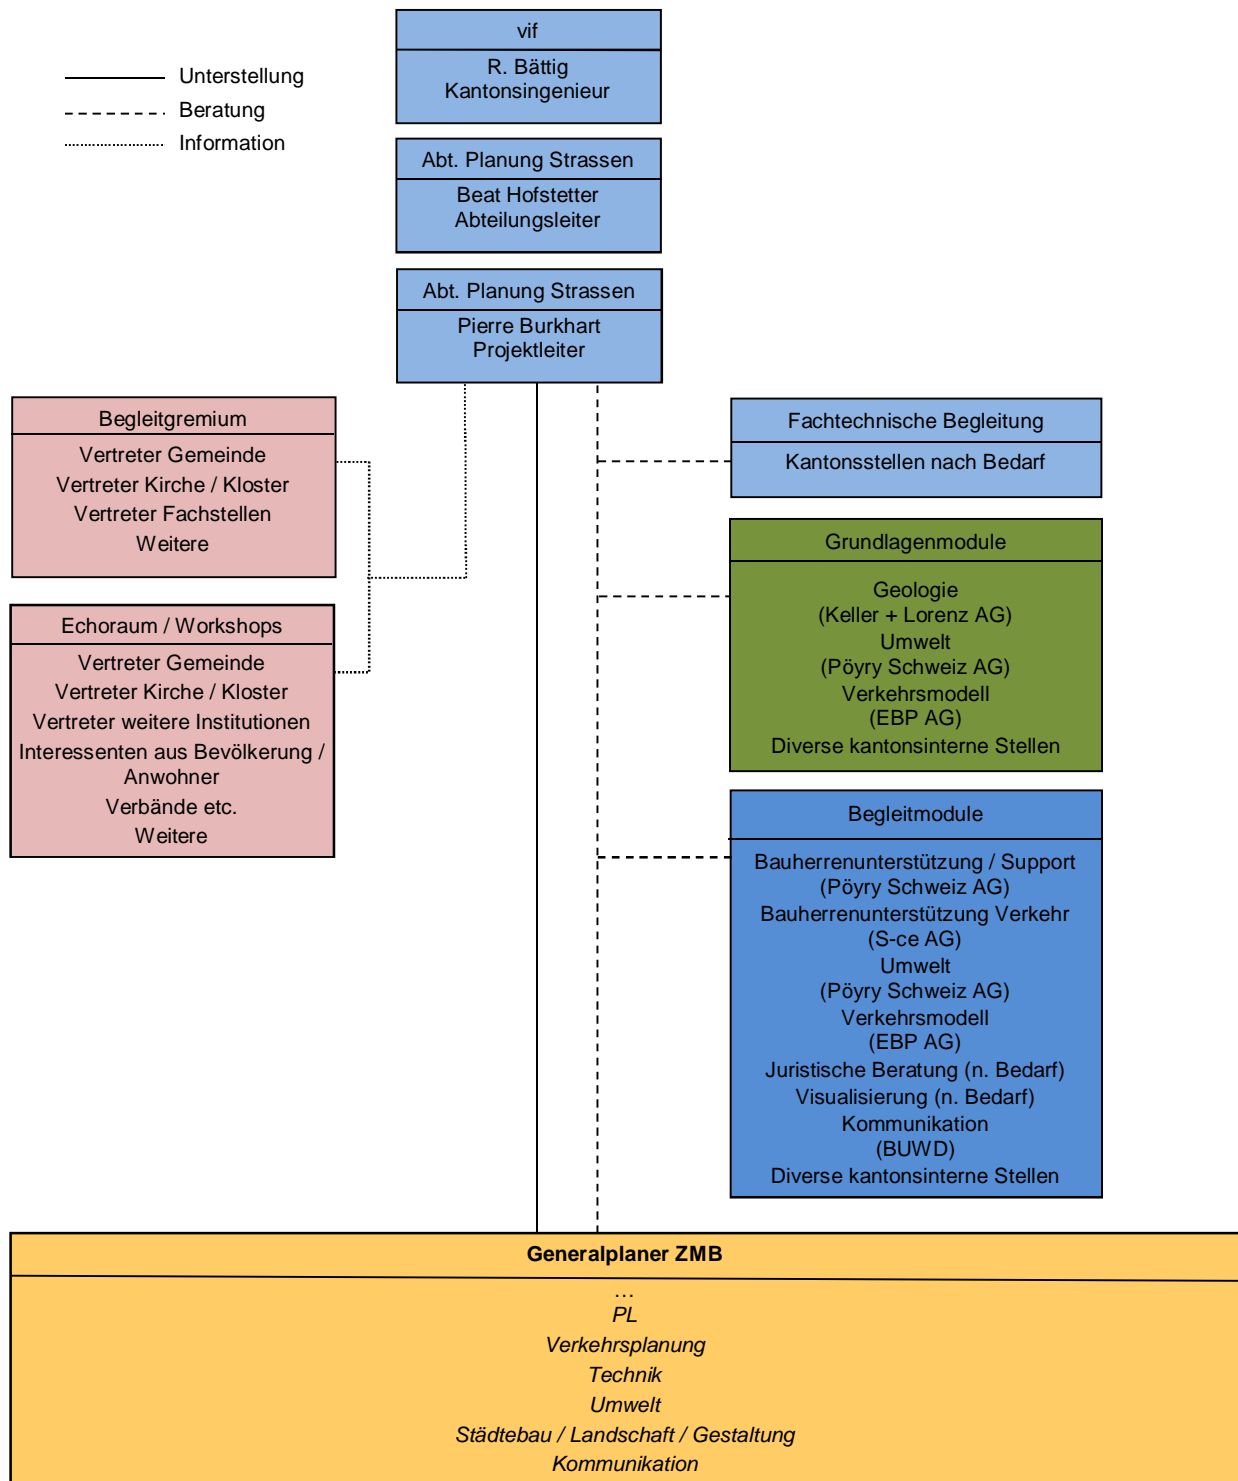 vif
R. Bättig
Kantonsingenieur
Unterstellung
Beratung
Information
Abt. Planung Strassen
Beat Hofstetter
Abteilungsleiter
Abt. Planung Strassen
Pierre Burkhart
Projektleiter
Begleitgremium
Vertreter Gemeinde
Vertreter Kirche / Kloster
Vertreter Fachstellen
Weitere
Echoraum / Workshops
Vertreter Gemeinde
Vertreter Kirche / Kloster
Vertreter weitere Institutionen
Interessenten aus Bevölkerung /
Anwohner
Verbände etc.
Weitere
Fachtechnische Begleitung
Kantonsstellen nach Bedarf
Grundlagenmodule
Geologie
(Keller + Lorenz AG)
Umwelt
(Pöyry Schweiz AG)
Verkehrsmodell
(EBP AG)
Diverse kantonsinterne Stellen
Begleitmodule
Bauherrenunterstützung / Support
(Pöyry Schweiz AG)
Bauherrenunterstützung Verkehr
(S-ce AG)
Umwelt
(Pöyry Schweiz AG)
Verkehrsmodell
(EBP AG)
Juristische Beratung (n. Bedarf)
Visualisierung (n. Bedarf)
Kommunikation
(BUWD)
Diverse kantonsinterne Stellen
Generalplaner ZMB
…
PL
Verkehrsplanung
Technik
Umwelt
Städtebau / Landschaft / Gestaltung
Kommunikation